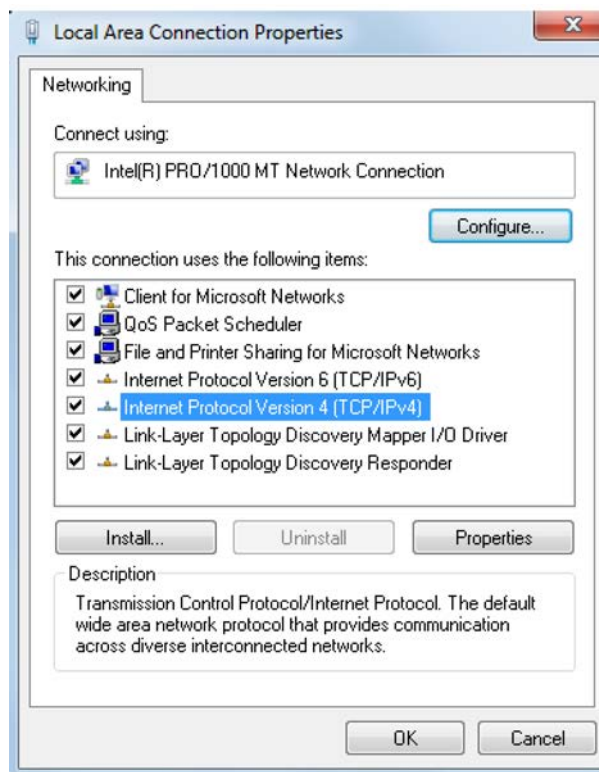 Local Area Connection Properties
Networking
Connect using:
Intel(R) PRO/1000 MT Network Connection
Configure...
This connection uses the following items:
Client for Microsoft Networks
QoS Packet Scheduler
File and Printer Sharing for Microsoft Networks
Internet Protocol Version 6 (TCP/IPv6)
Internet Protocol Version 4 (TCP/IPv4)
Link-Layer Topology Discovery Mapper I/O Driver
Link-Layer Topology Discovery Responder
Install... Uninstall Properties
Description
Transmission Control Protocol/Internet Protocol. The default
wide area network protocol that provides communication
across diverse interconnected networks.
OK Cancel